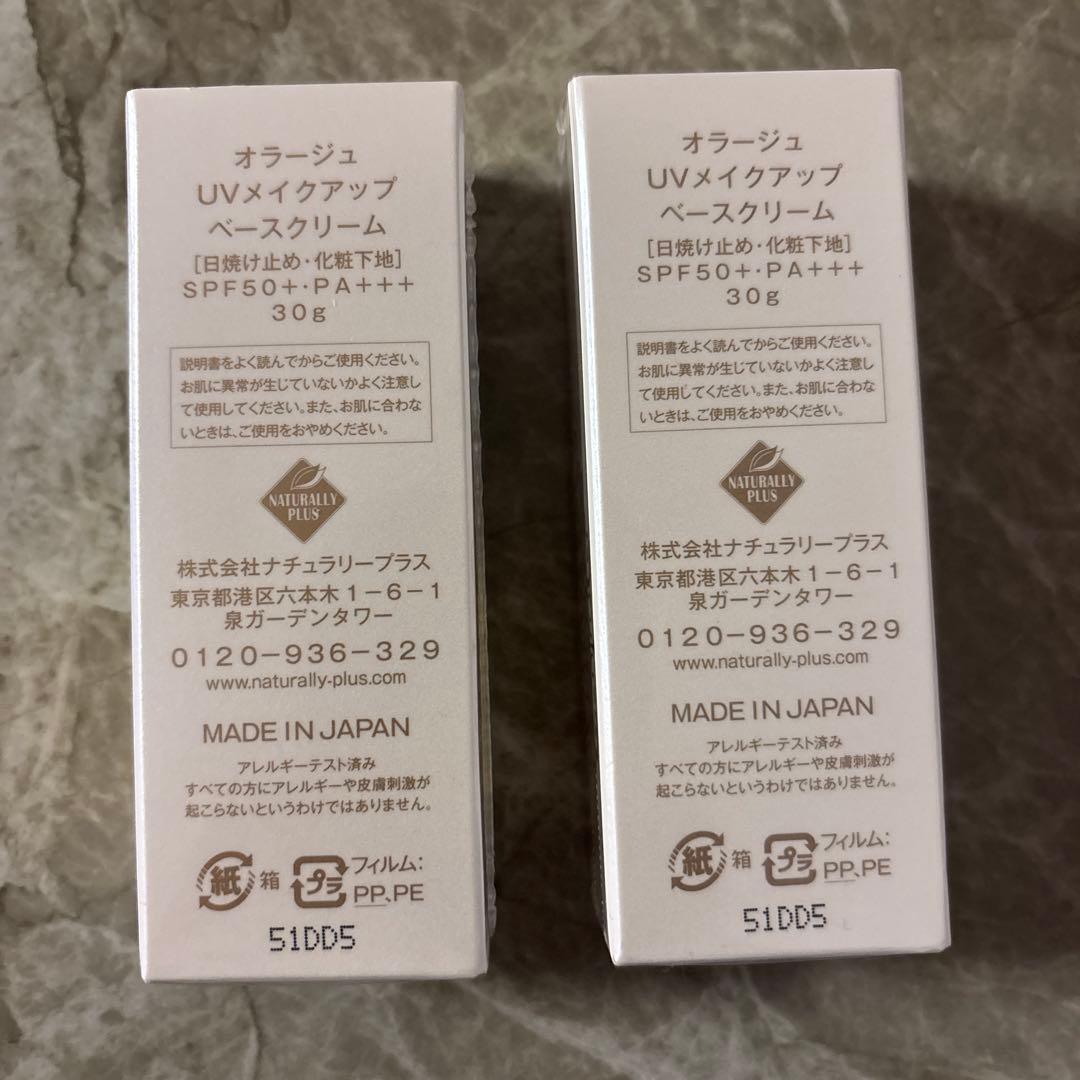 オラージュ
UVメイクアップ
ベースクリーム
[日焼け止め・化粧下地]
SPF50+・PA+++
30g
説明書をよく読んでからご使用ください。
お肌に異常が生じていないかよく注意し
て使用してください。また、お肌に合わな
いときは、ご使用をおやめください。
NATURALLY
PLUS
株式会社ナチュラリープラス
東京都港区六本木1-6-1
泉ガーデンタワー
0120-936-329
www.naturally-plus.com
MADE IN JAPAN
アレルギーテスト済み
すべての方にアレルギーや皮膚刺激が
起こらないというわけではありません。
紙 箱 プラ フィルム:
PP、PE
51DD5
オラージュ
UVメイクアップ
ベースクリーム
[日焼け止め・化粧下地]
SPF50+・PA+++
30g
説明書をよく読んでからご使用ください。
お肌に異常が生じていないかよく注意し
て使用してください。また、お肌に合わな
いときは、ご使用をおやめください。
NATURALLY
PLUS
株式会社ナチュラリープラス
東京都港区六本木1-6-1
泉ガーデンタワー
0120-936-329
www.naturally-plus.com
MADE IN JAPAN
アレルギーテスト済み
すべての方にアレルギーや皮膚刺激が
起こらないというわけではありません。
紙 箱 プラ フィルム:
PP、PE
51DD5